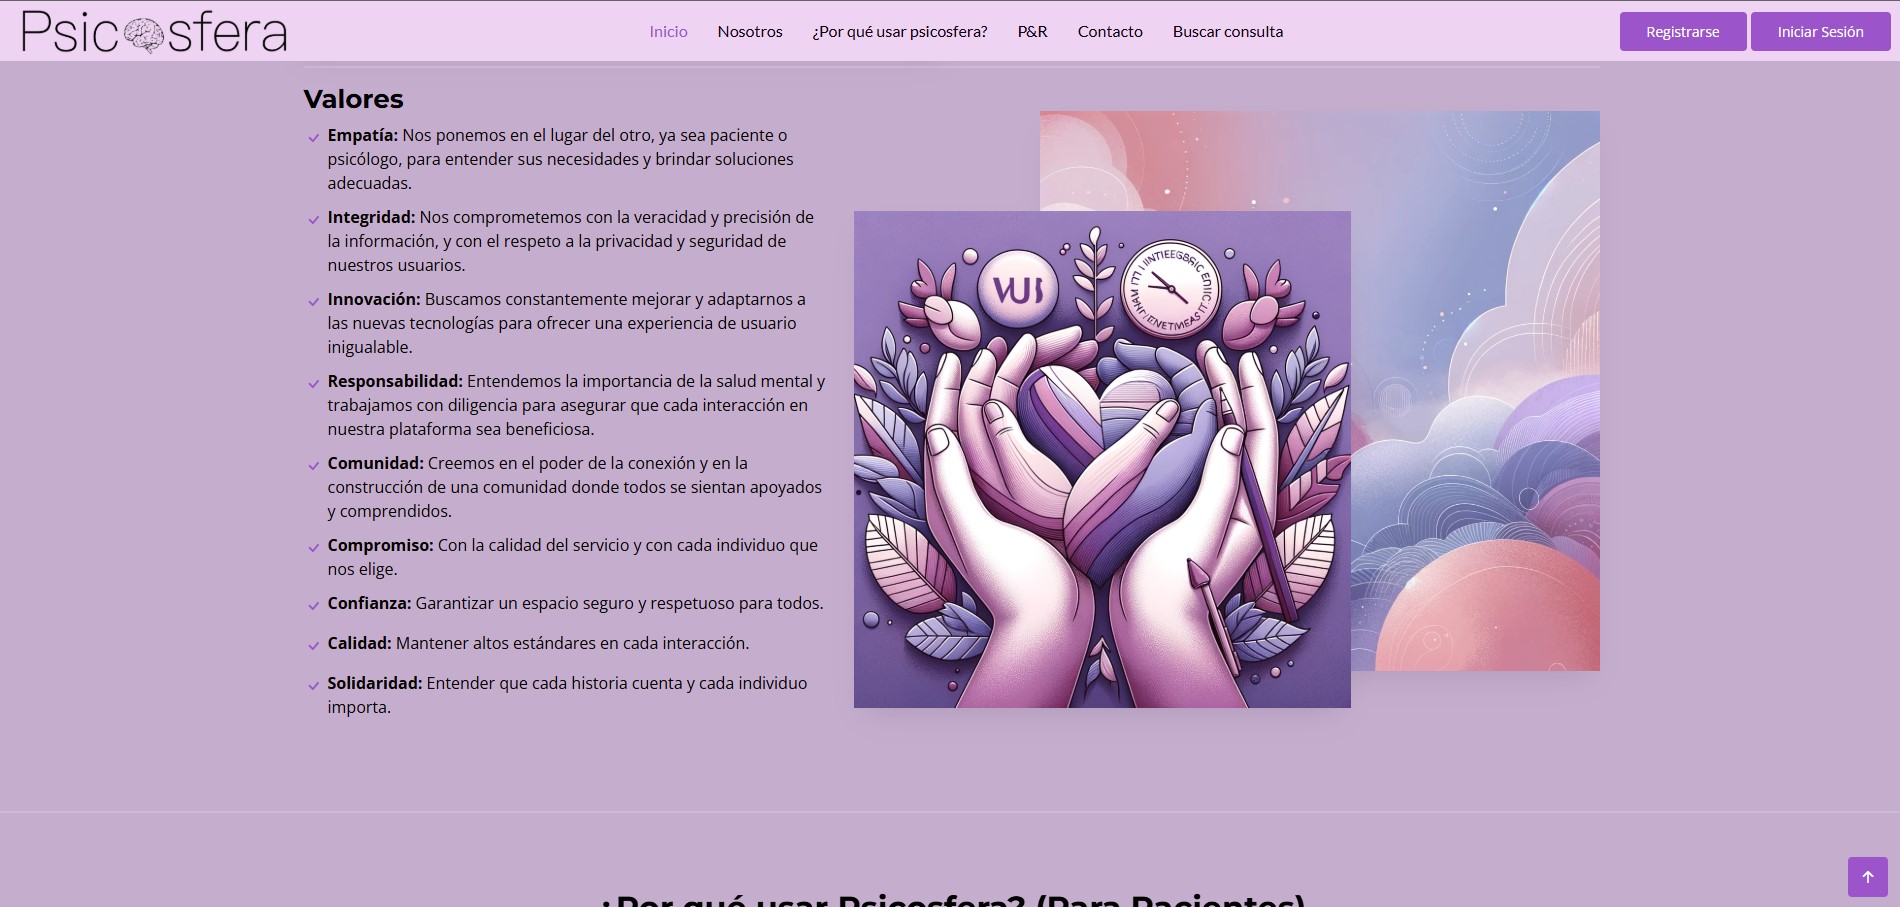 Psicosfera
Inicio
Nosotros
¿Por qué usar psicosfera?
P&R
Contacto
Buscar consulta
Registrarse
Iniciar Sesión
Valores
Empatía: Nos ponemos en el lugar del otro, ya sea paciente o
psicólogo, para entender sus necesidades y brindar soluciones
adecuadas.
Integridad: Nos comprometemos con la veracidad y precisión de
la información, y con el respeto a la privacidad y seguridad de
nuestros usuarios.
Innovación: Buscamos constantemente mejorar y adaptarnos a
las nuevas tecnologías para ofrecer una experiencia de usuario
inigualable.
Responsabilidad: Entendemos la importancia de la salud mental y
trabajamos con diligencia para asegurar que cada interacción en
nuestra plataforma sea beneficiosa.
Comunidad: Creemos en el poder de la conexión y en la
construcción de una comunidad donde todos se sientan apoyados
y comprendidos.
Compromiso: Con la calidad del servicio y con cada individuo que
nos elige.
Confianza: Garantizar un espacio seguro y respetuoso para todos.
Calidad: Mantener altos estándares en cada interacción.
Solidaridad: Entender que cada historia cuenta y cada individuo
importa.
¿Por qué usar Psicosfera? (Para Pacientes)